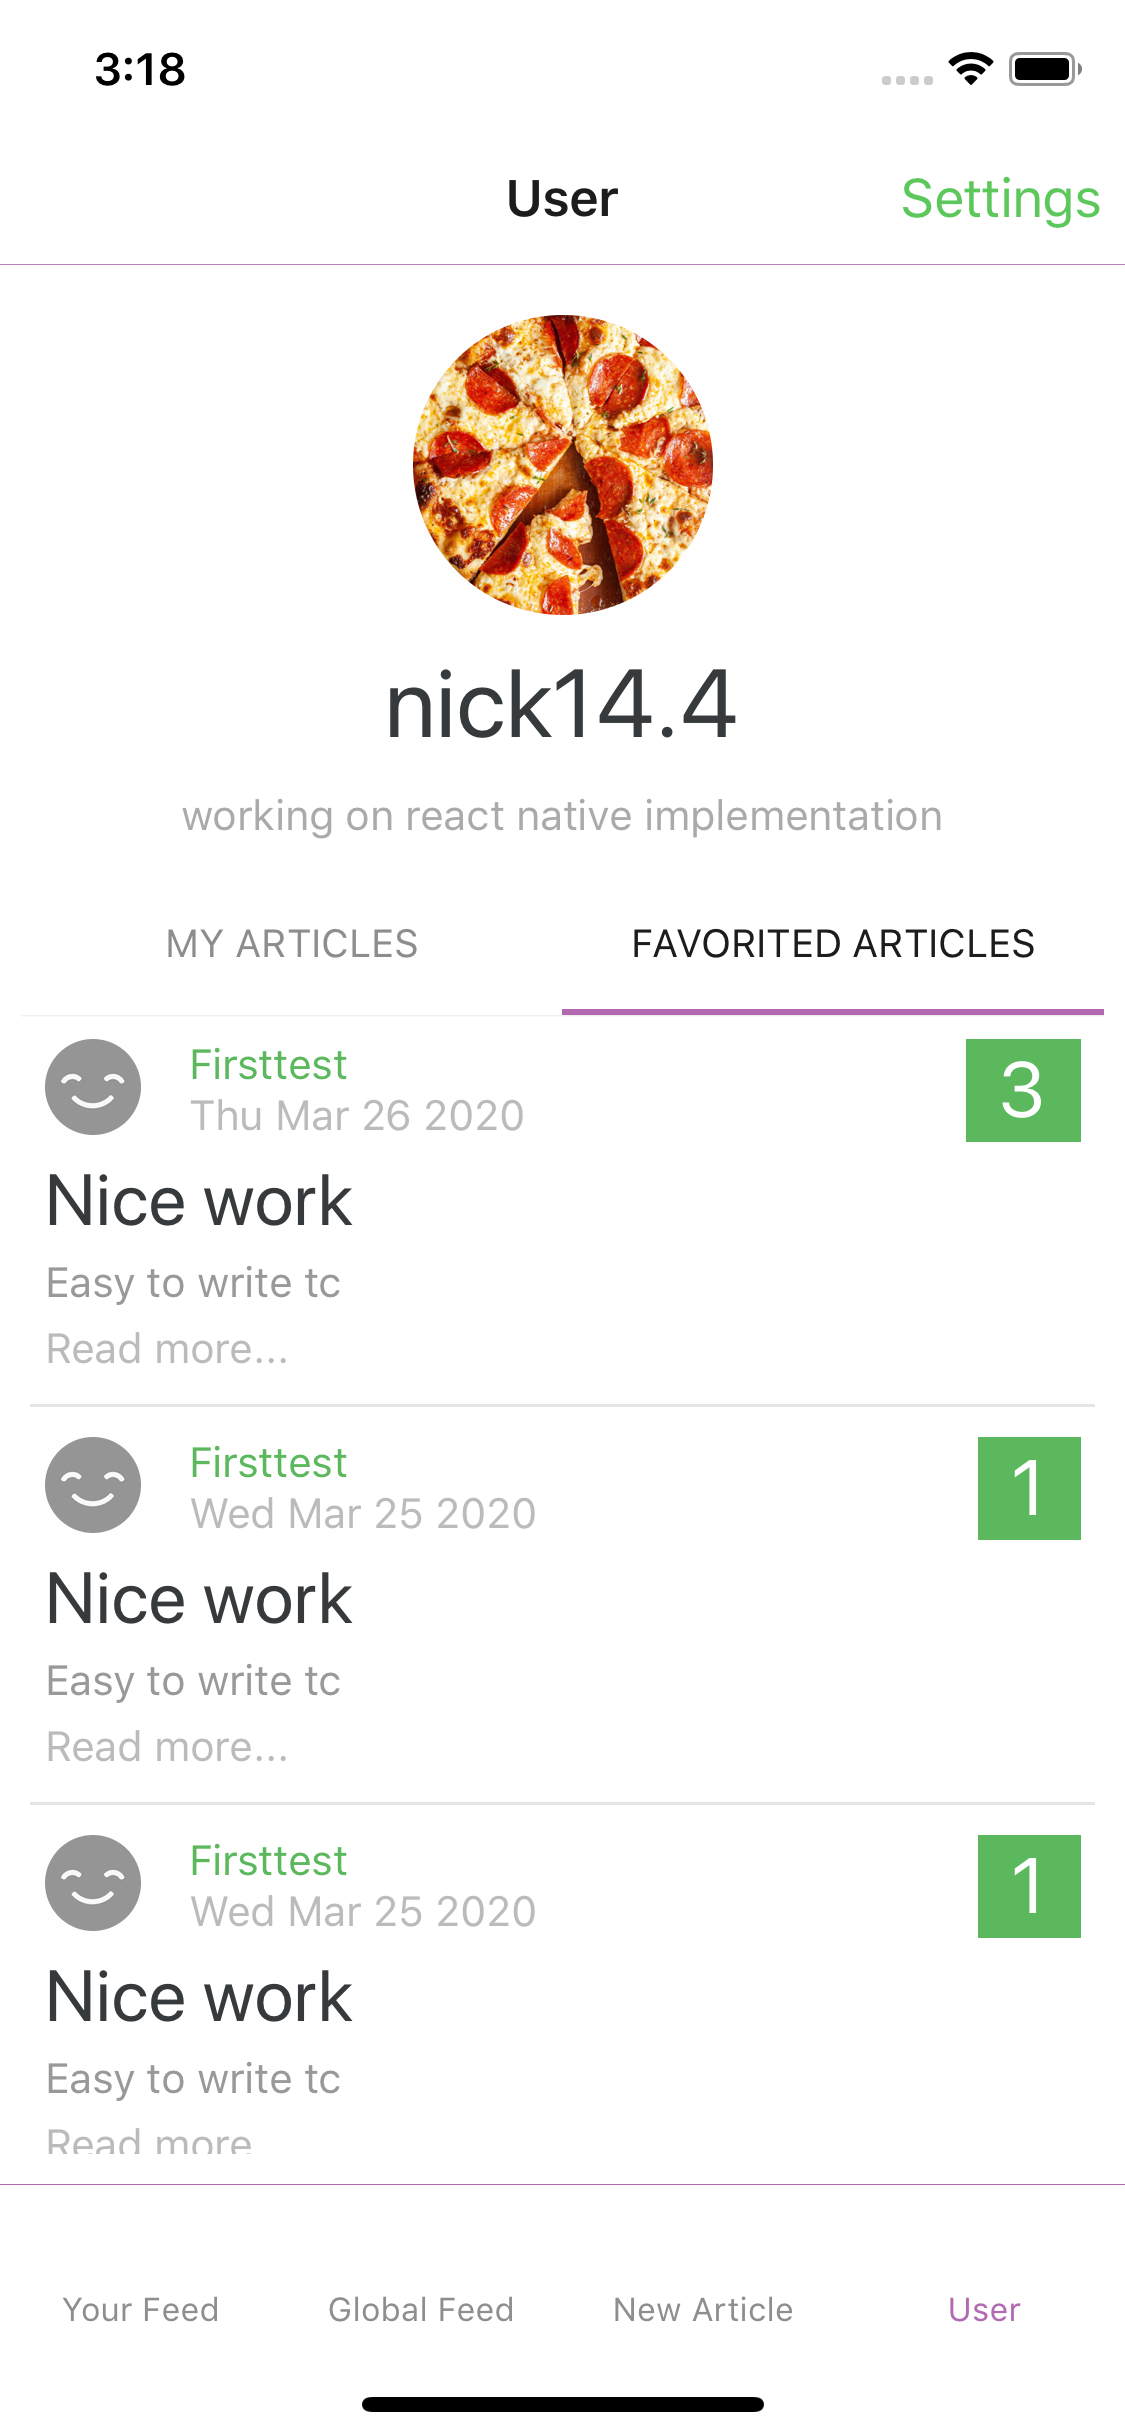 3:18
User
Settings
nick14.4
working on react native implementation
MY ARTICLES
FAVORITED ARTICLES
Firsttest
3
Thu Mar 26 2020
Nice work
Easy to write tc
Read more...
Firsttest
1
Wed Mar 25 2020
Nice work
Easy to write tc
Read more...
Firsttest
1
Wed Mar 25 2020
Nice work
Easy to write tc
Read more
Your Feed
Global Feed
New Article
User